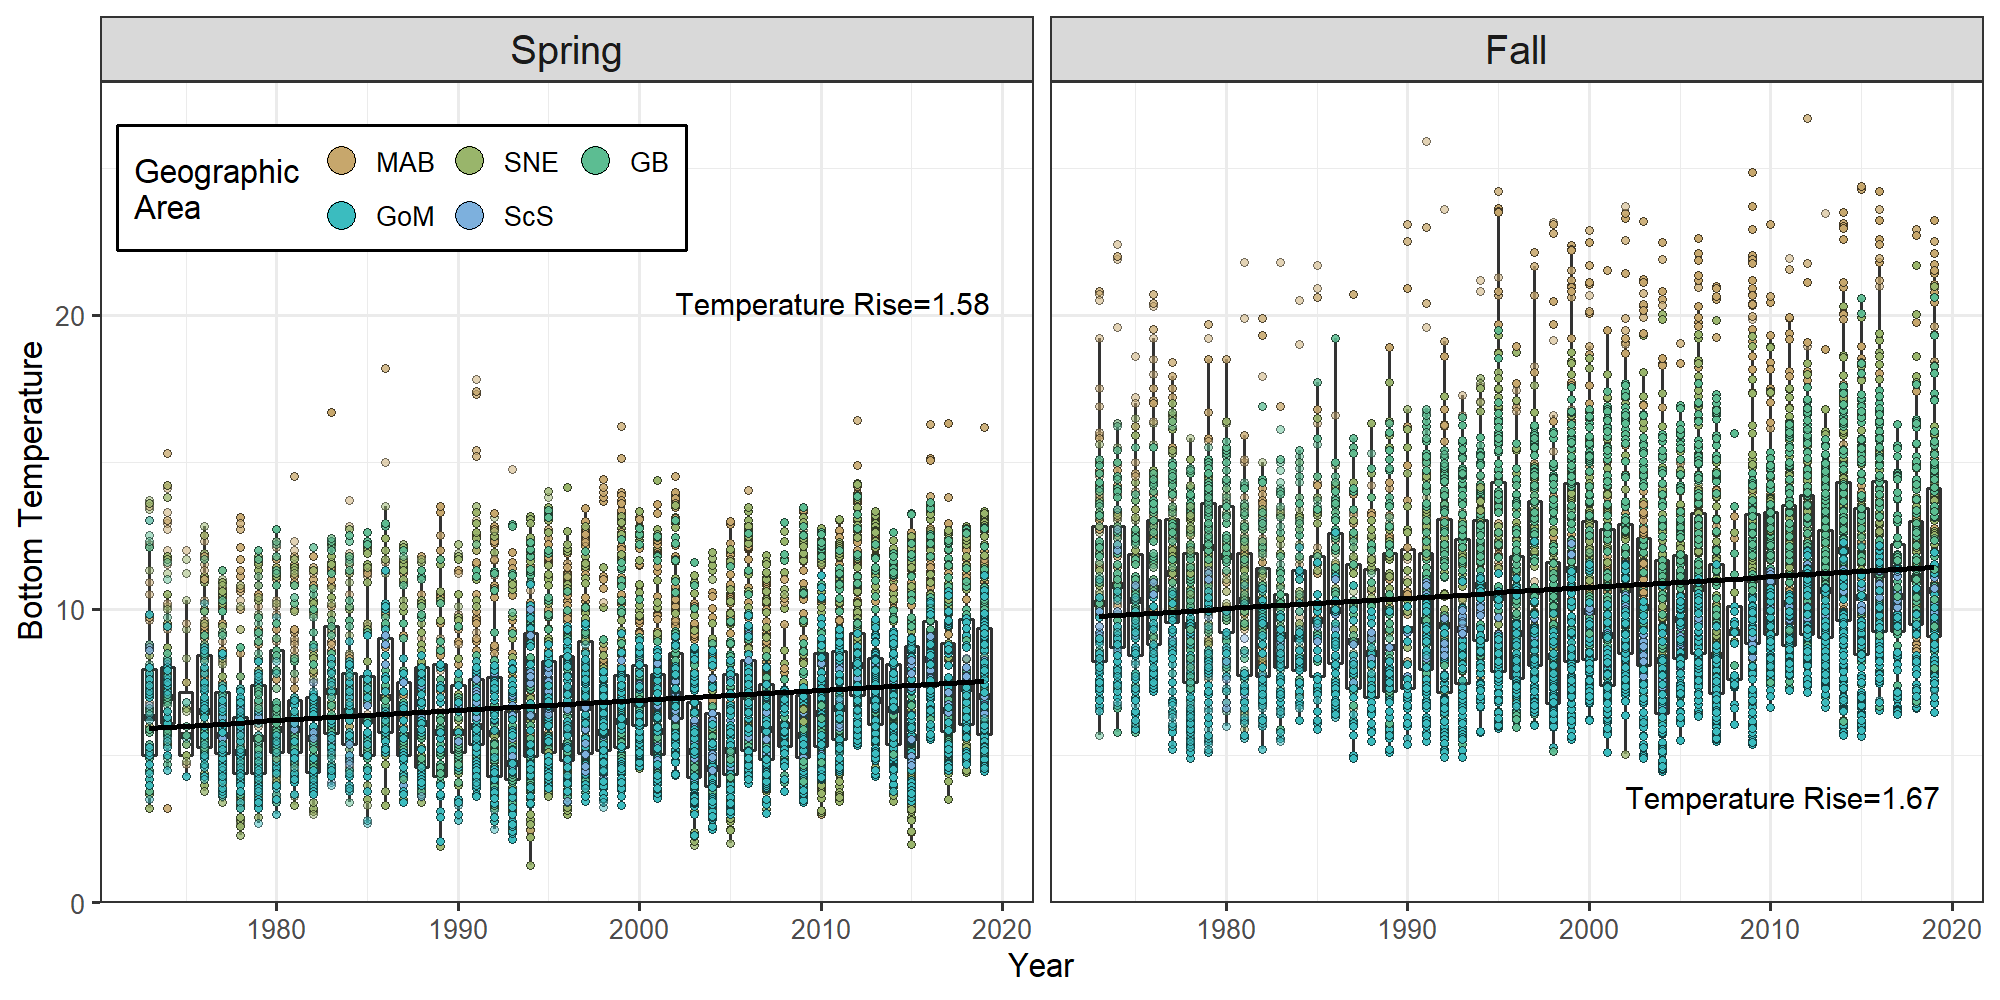 Spring
Fall
Geographic
Area
MAB
SNE
GB
GoM
ScS
Temperature Rise=1.58
Temperature Rise=1.67
Bottom Temperature
20
10
0
1980
1990
2000
2010
2020
1980
1990
2000
2010
2020
Year